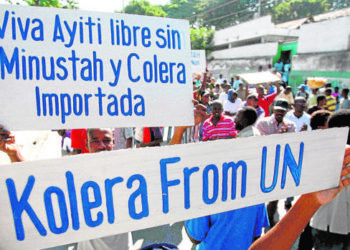 Viva Ayiti libre sin
Minustah y Colera
Importada
Kolera From UN